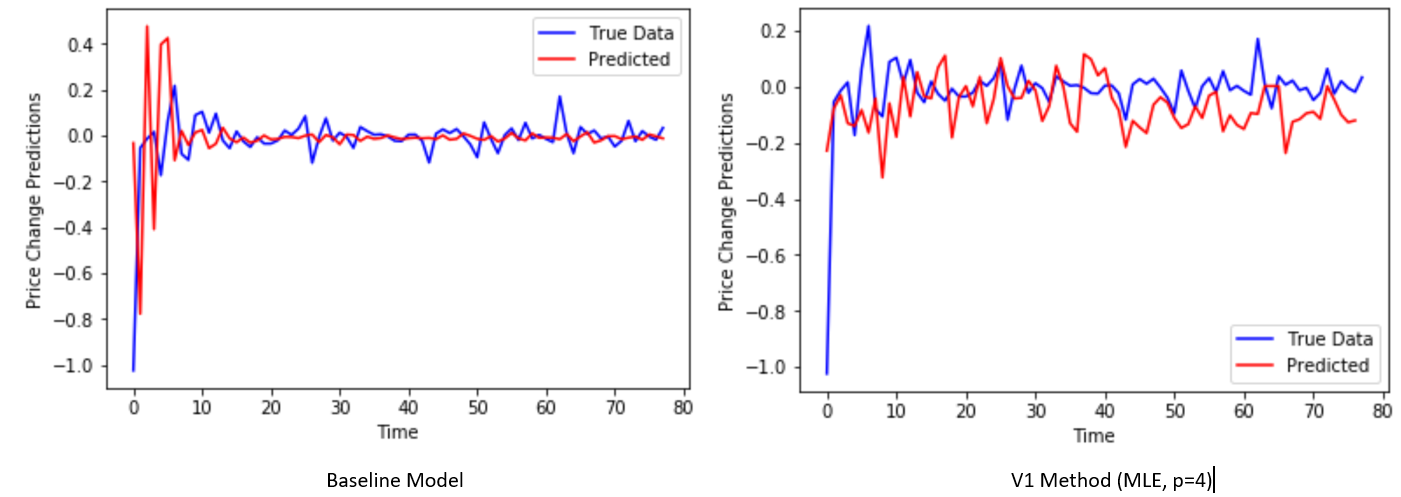 0.4
0.2
0.0
−0.2
−0.4
−0.6
−0.8
−1.0
Price Change Predictions
True Data
Predicted
0 10 20 30 40 50 60 70 80
Time
Baseline Model
0.2
0.0
−0.2
−0.4
−0.6
−0.8
−1.0
Price Change Predictions
True Data
Predicted
0 10 20 30 40 50 60 70 80
Time
V1 Method (MLE, p=4)